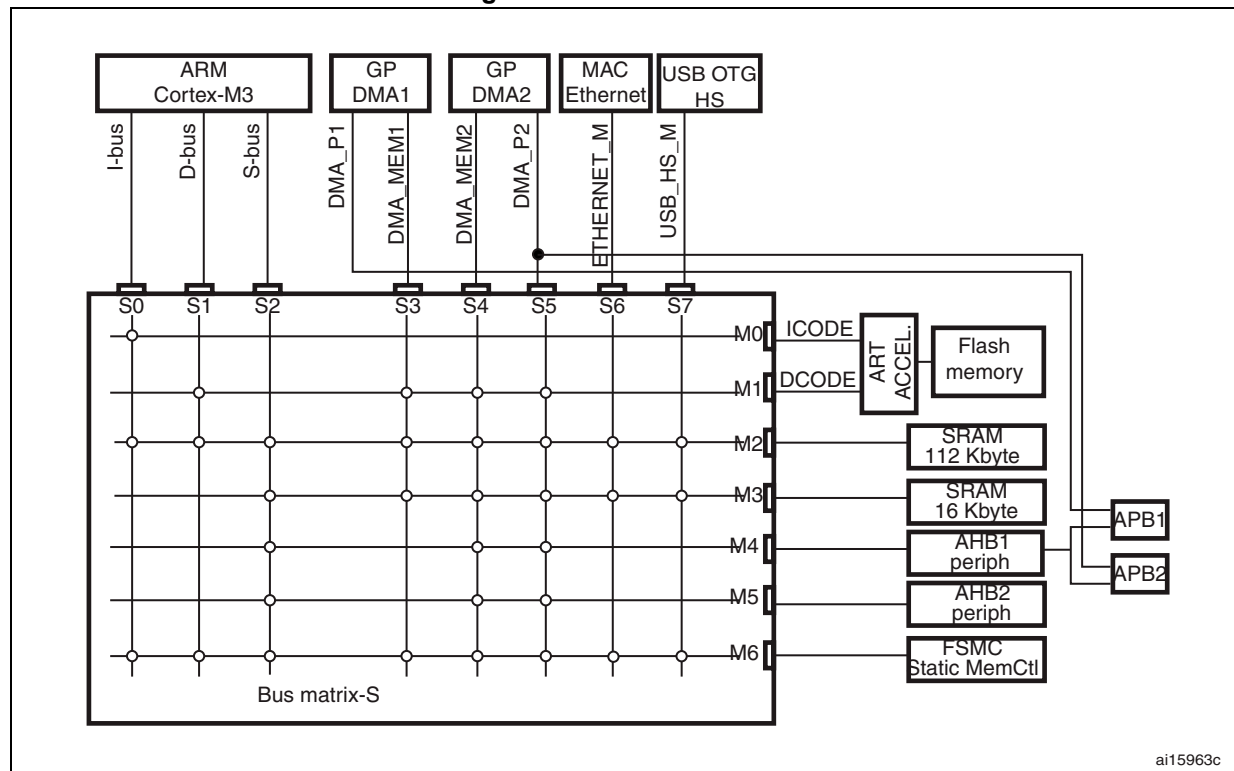 ARM
Cortex-M3
GP
DMA1
GP
DMA2
MAC
Ethernet
USB OTG
HS
I-bus
D-bus
S-bus
DMA_P1
DMA_MEM1
DMA_MEM2
DMA_P2
ETHERNET_M
USB_HS_M
S0
S1
S2
S3
S4
S5
S6
S7
M0
ICODE
M1
DCODE
ART
ACCEL.
Flash
memory
M2
SRAM
112 Kbyte
M3
SRAM
16 Kbyte
M4
AHB1
periph
APB1
APB2
M5
AHB2
periph
M6
FSMC
Static MemCtl
Bus matrix-S
ai15963c